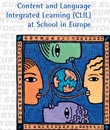 Content and Language
Integrated Learning (CLIL)
at School in Europe